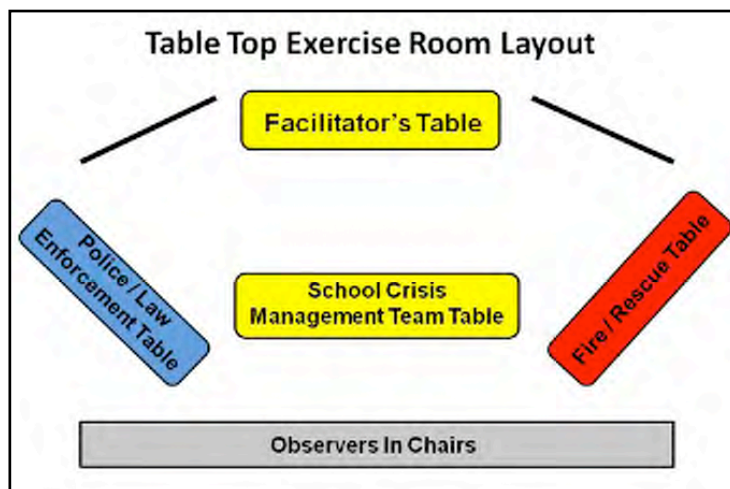 Table Top Exercise Room Layout
Facilitator's Table
Police / Law
Enforcement Table
School Crisis
Management Team Table
Fire / Rescue Table
Observers In Chairs